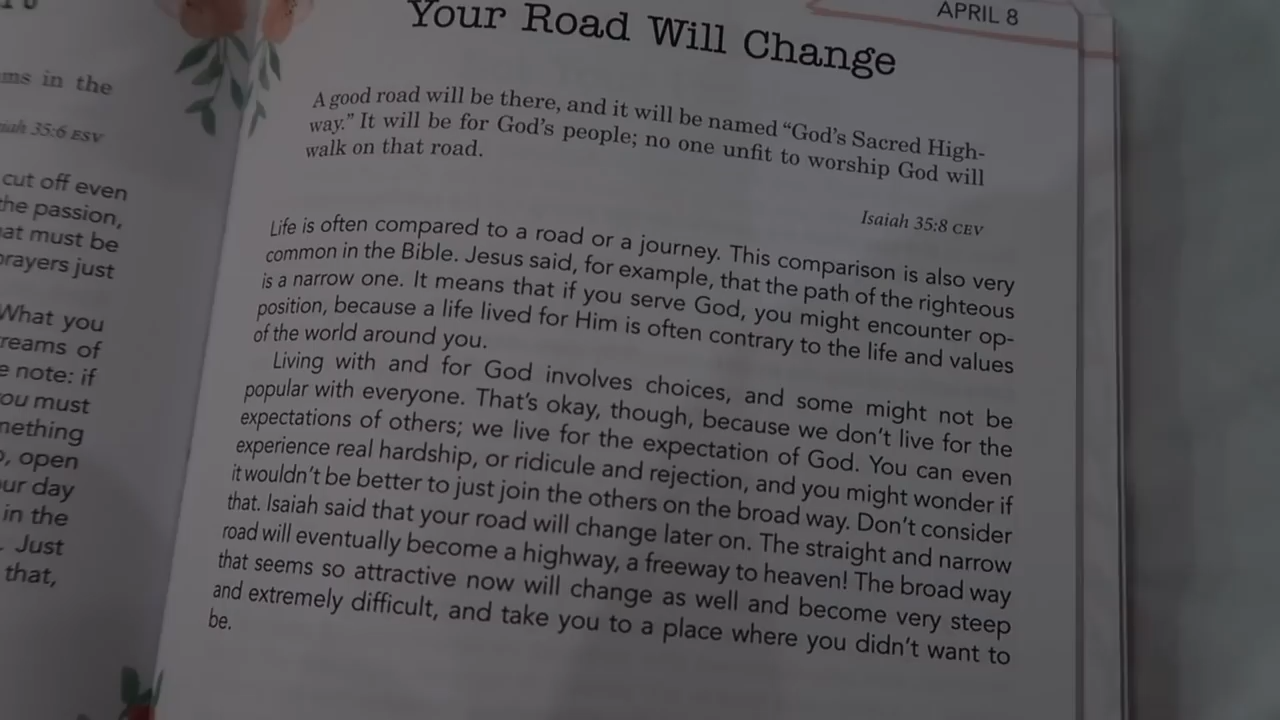 ms in the
iah 35:6 ESV
cut off even
the passion,
at must be
prayers just
What you
reams of
e note: if
ou must
mething
, open
ur day
in the
. Just
that,
APRIL 8
Your Road Will Change
A good road will be there, and it will be named “God’s Sacred High-
way.” It will be for God’s people; no one unfit to worship God will
walk on that road.
Isaiah 35:8 CEV
Life is often compared to a road or a journey. This comparison is also very
common in the Bible. Jesus said, for example, that the path of the righteous
is a narrow one. It means that if you serve God, you might encounter op-
position, because a life lived for Him is often contrary to the life and values
of the world around you.
Living with and for God involves choices, and some might not be
popular with everyone. That’s okay, though, because we don’t live for the
expectations of others; we live for the expectation of God. You can even
experience real hardship, or ridicule and rejection, and you might wonder if
it wouldn’t be better to just join the others on the broad way. Don’t consider
that. Isaiah said that your road will change later on. The straight and narrow
road will eventually become a highway, a freeway to heaven! The broad way
that seems so attractive now will change as well and become very steep
and extremely difficult, and take you to a place where you didn’t want to
be.